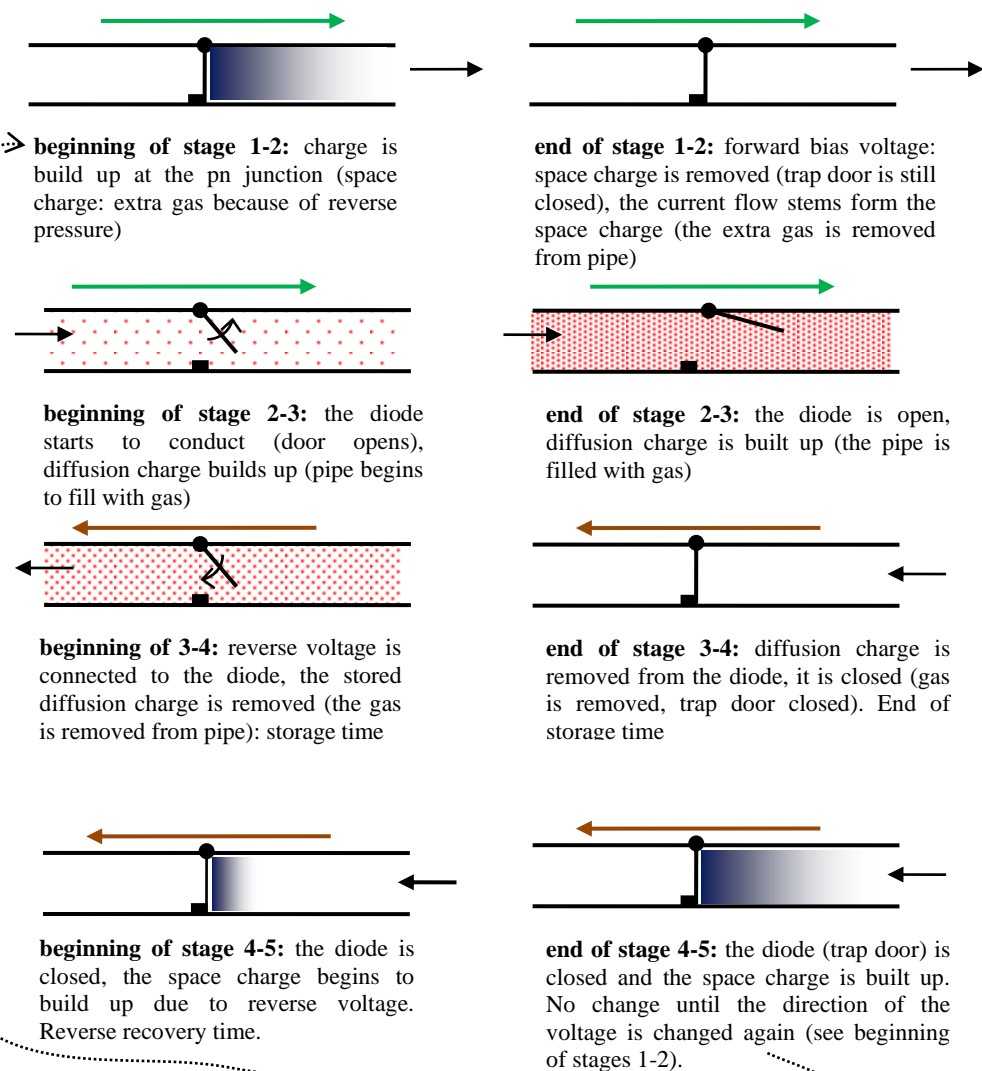 beginning of stage 1-2: charge is
build up at the pn junction (space
charge: extra gas because of reverse
pressure)
end of stage 1-2: forward bias voltage:
space charge is removed (trap door is still
closed), the current flow stems form the
space charge (the extra gas is removed
from pipe)
beginning of stage 2-3: the diode
starts to conduct (door opens),
diffusion charge builds up (pipe begins
to fill with gas)
end of stage 2-3: the diode is open,
diffusion charge is built up (the pipe is
filled with gas)
beginning of 3-4: reverse voltage is
connected to the diode, the stored
diffusion charge is removed (the gas
is removed from pipe): storage time
end of stage 3-4: diffusion charge is
removed from the diode, it is closed (gas
is removed, trap door closed). End of
storage time
beginning of stage 4-5: the diode is
closed, the space charge begins to
build up due to reverse voltage.
Reverse recovery time.
end of stage 4-5: the diode (trap door) is
closed and the space charge is built up.
No change until the direction of the
voltage is changed again (see beginning
of stages 1-2).